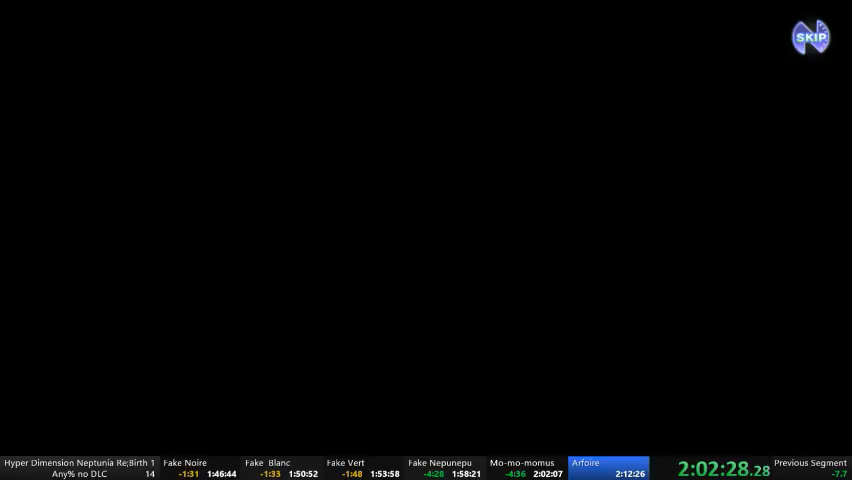 SKIP
Hyper Dimension Neptunia Re;Birth 1
Any% no DLC 14
Fake Noire
-1:31 1:46:44
Fake Blanc
-1:33 1:50:52
Fake Vert
-1:48 1:53:58
Fake Nepunepu
-4:28 1:58:21
Mo-mo-momus
-4:36 2:02:07
Arfoire
2:12:26
2:02:28.28
Previous Segment
-7.7